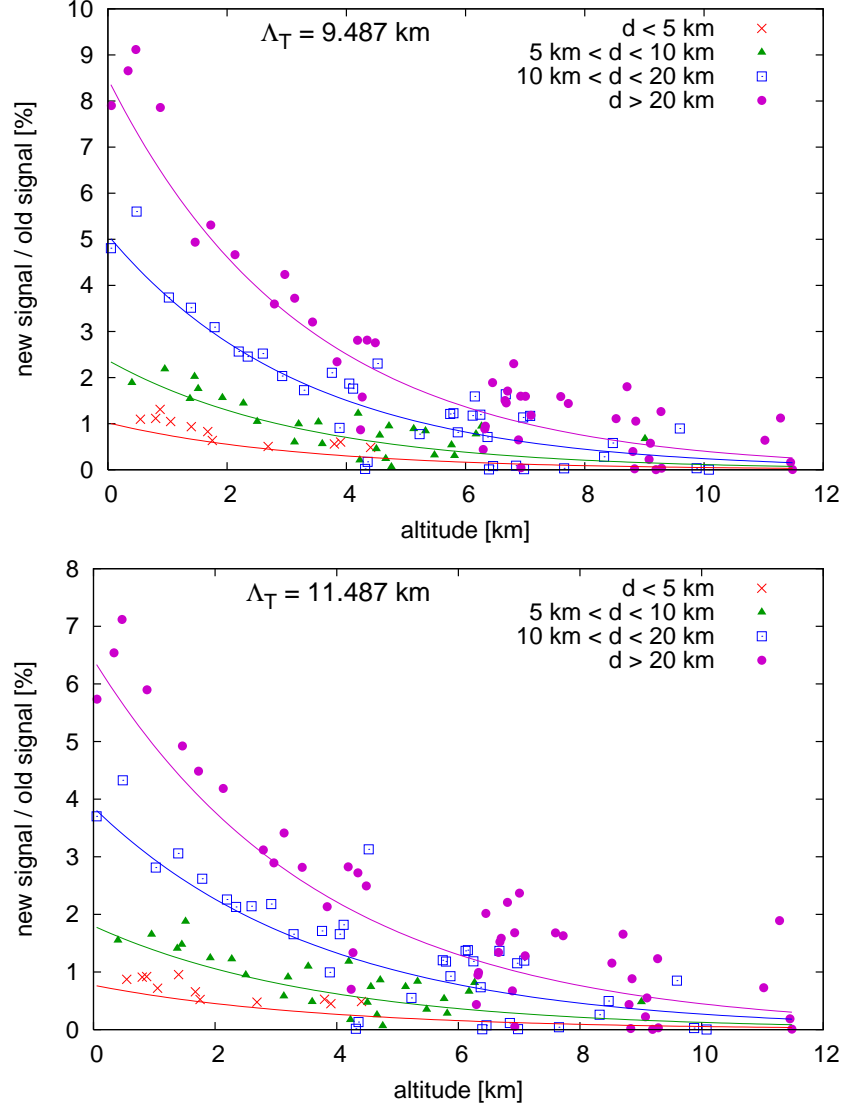 Λ_T = 9.487 km
d < 5 km
5 km < d < 10 km
10 km < d < 20 km
d > 20 km
new signal / old signal [%]
10
9
8
7
6
5
4
3
2
1
0
0 2 4 6 8 10 12
altitude [km]
Λ_T = 11.487 km
d < 5 km
5 km < d < 10 km
10 km < d < 20 km
d > 20 km
new signal / old signal [%]
8
7
6
5
4
3
2
1
0
0 2 4 6 8 10 12
altitude [km]